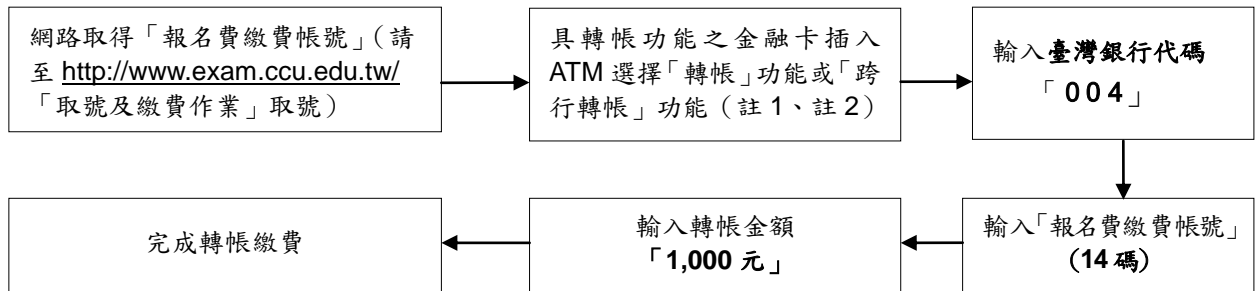 網路取得「報名費繳費帳號」（請
至 http://www.exam.ccu.edu.tw/
「取號及繳費作業」取號）
具轉帳功能之金融卡插入
ATM 選擇「轉帳」功能或「跨
行轉帳」功能（註 1、註 2）
輸入臺灣銀行代碼
「004」
輸入「報名費繳費帳號」
(14 碼)
輸入轉帳金額
「1,000 元」
完成轉帳繳費